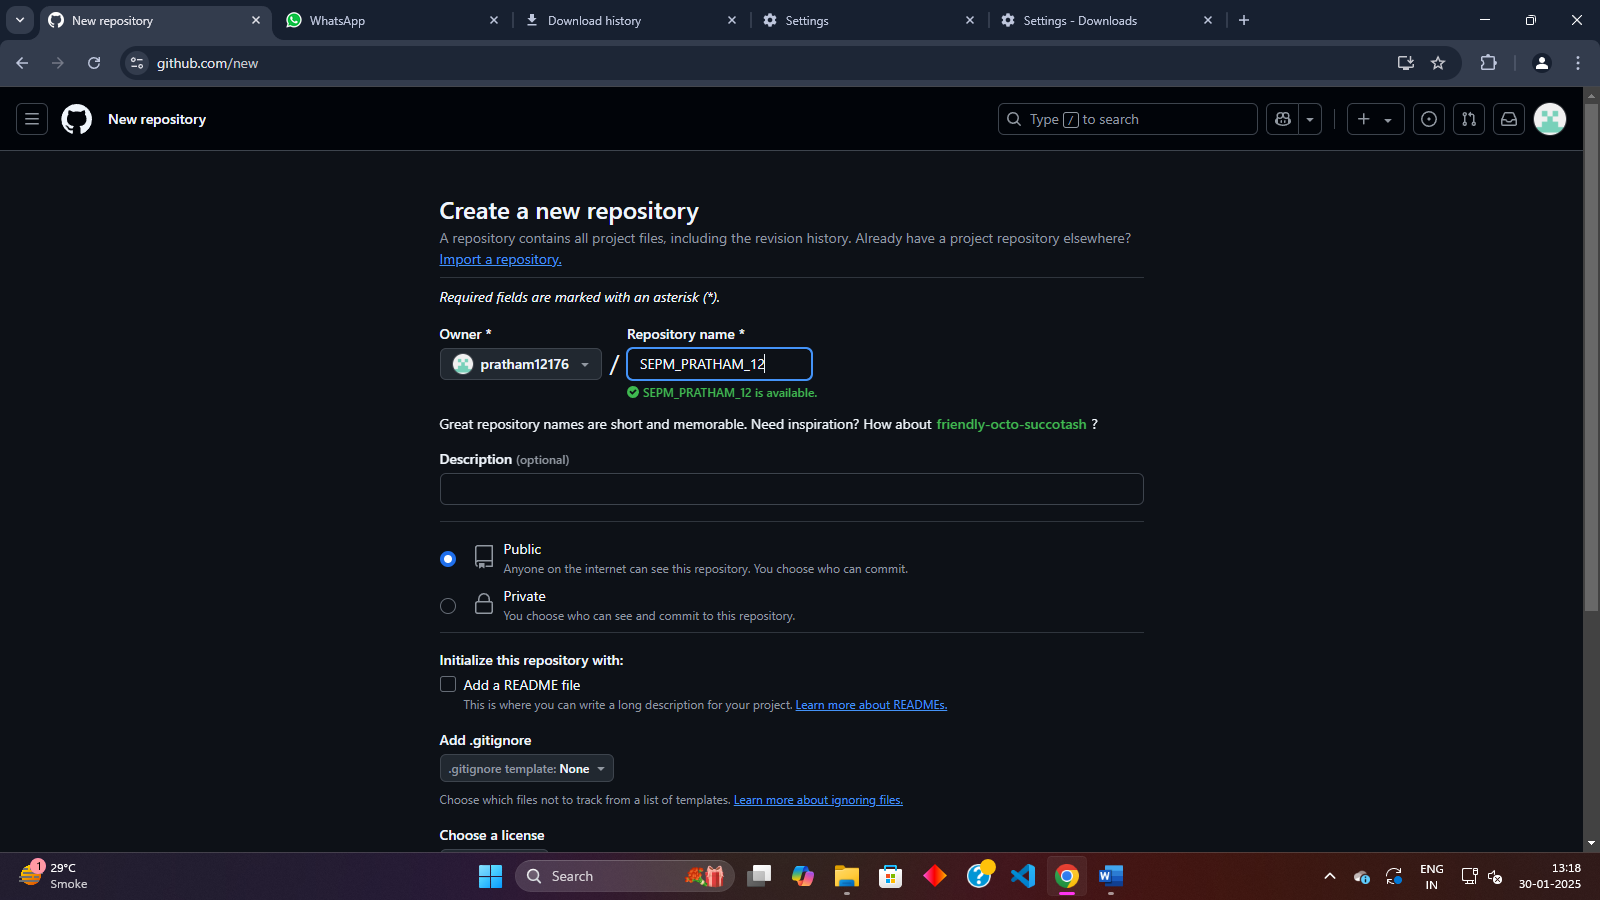 New repository
WhatsApp
Download history
Settings
Settings - Downloads
github.com/new
New repository
Type / to search
Create a new repository
A repository contains all project files, including the revision history. Already have a project repository elsewhere?
Import a repository.
Required fields are marked with an asterisk (*).
Owner * Repository name *
pratham12176 / SEPM_PRATHAM_12
SEPM_PRATHAM_12 is available.
Great repository names are short and memorable. Need inspiration? How about friendly-octo-succotash ?
Description (optional)
Public
Anyone on the internet can see this repository. You choose who can commit.
Private
You choose who can see and commit to this repository.
Initialize this repository with:
Add a README file
This is where you can write a long description for your project. Learn more about READMEs.
Add .gitignore
.gitignore template: None
Choose which files not to track from a list of templates. Learn more about ignoring files.
Choose a license
1
29°C
Smoke
Search
ENG
IN
13:18
30-01-2025